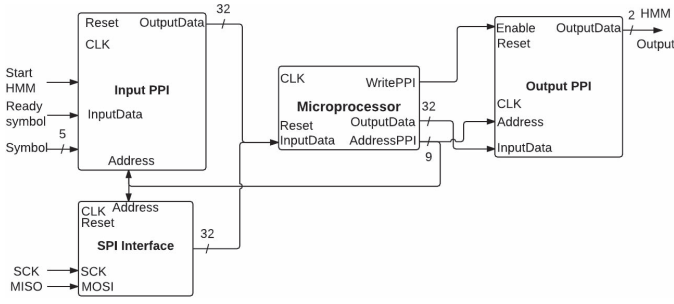 32
2 HMM
Reset OutputData
Enable OutputData
CLK
Reset
Output
Start
HMM
Input PPI
CLK
WritePPI
Output PPI
Ready
symbol
InputData
Microprocessor
32
CLK
Reset
OutputData
Address
5
Symbol
InputData AddressPPI
InputData
9
Address
CLK Address
Reset
32
SPI Interface
SCK
SCK
MISO
MOSI